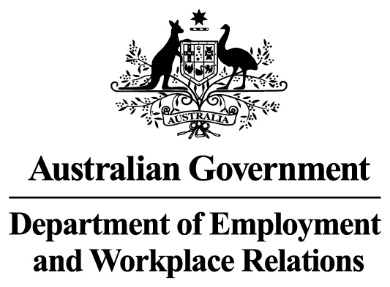 AUSTRALIA
Australian Government
Department of Employment
and Workplace Relations